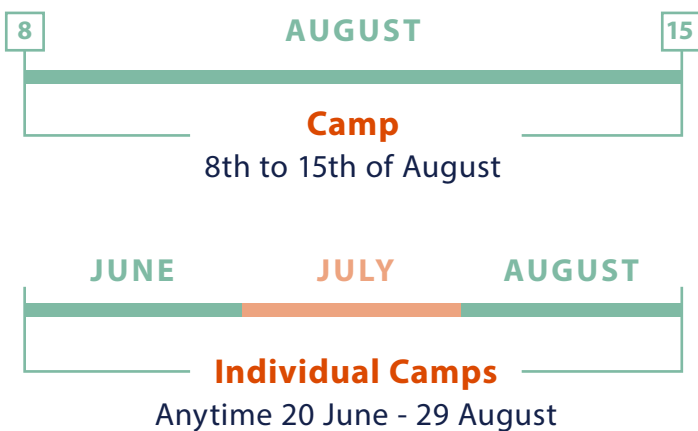 8 AUGUST 15
Camp
8th to 15th of August
JUNE JULY AUGUST
Individual Camps
Anytime 20 June - 29 August